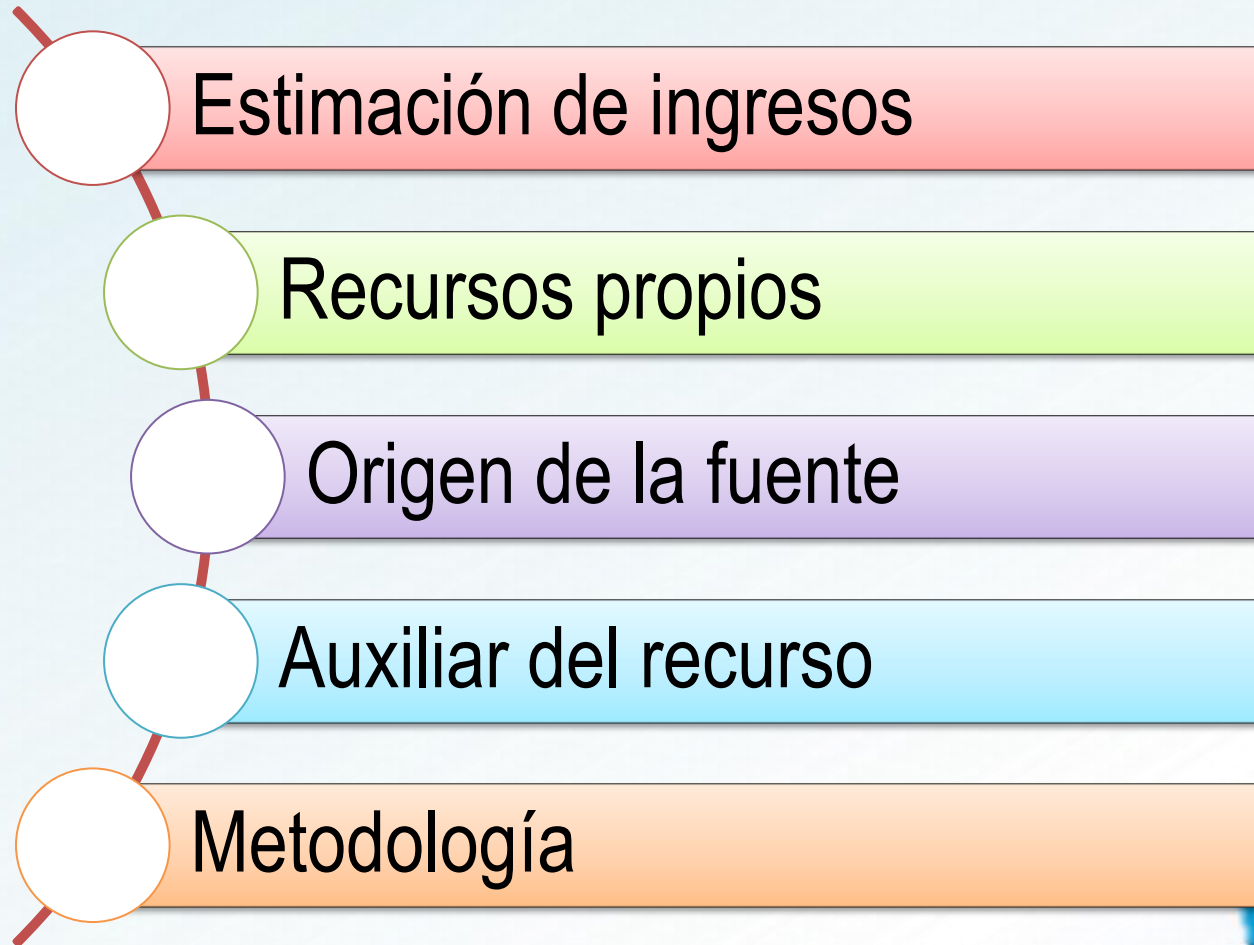 Estimación de ingresos
Recursos propios
Origen de la fuente
Auxiliar del recurso
Metodología